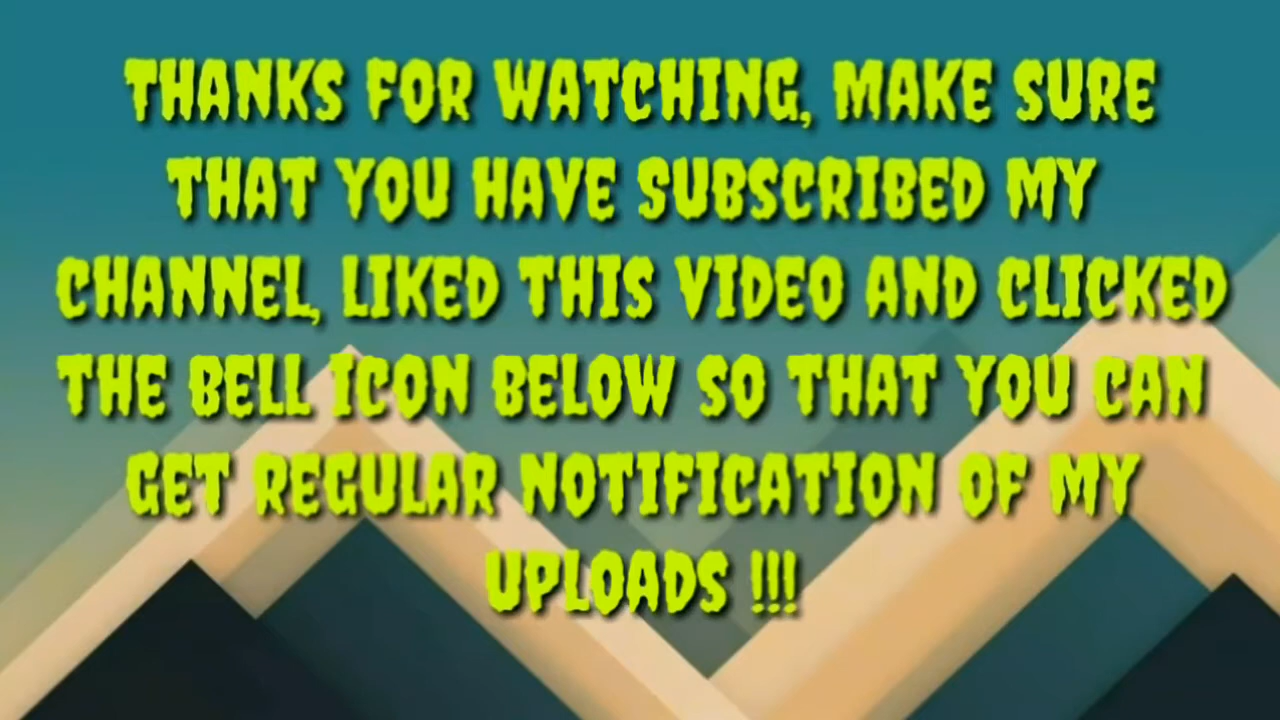 THANKS FOR WATCHING, MAKE SURE
THAT YOU HAVE SUBSCRIBED MY
CHANNEL, LIKED THIS VIDEO AND CLICKED
THE BELL ICON BELOW SO THAT YOU CAN
GET REGULAR NOTIFICATION OF MY
UPLOADS !!!